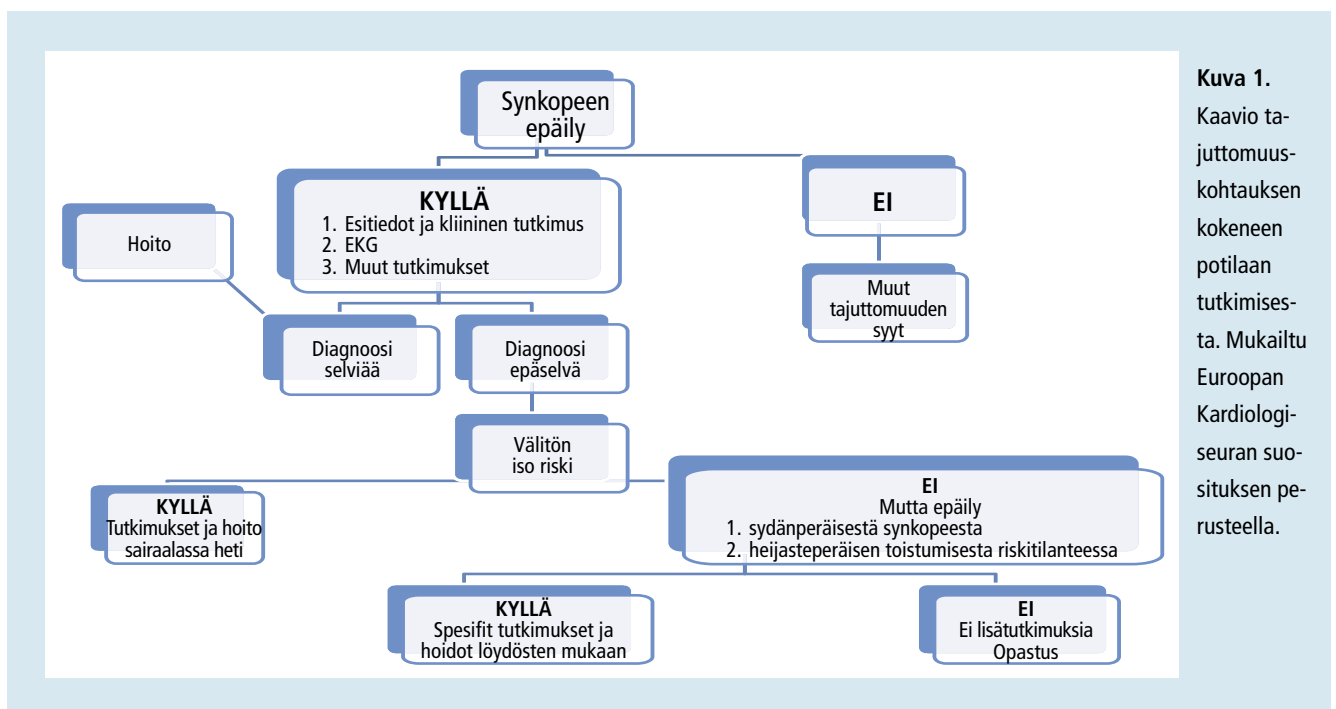 Synkopeen
epäily
KYLLÄ
1. Esitiedot ja kliininen tutkimus
2. EKG
3. Muut tutkimukset
EI
Hoito
Muut
tajuttomuuden
syyt
Diagnoosi
selviää
Diagnoosi
epäselvä
Välitön
iso riski
KYLLÄ
Tutkimukset ja hoito
sairaalassa heti
EI
Mutta epäily
1. sydänperäisestä synkopeesta
2. heijasteperäisen toistumisesta riskitilanteessa
KYLLÄ
Spesifit tutkimukset ja
hoidot löydösten mukaan
EI
Ei lisätutkimuksia
Opastus
Kuva 1.
Kaavio ta-
juttomuus-
kohtauksen
kokeneen
potilaan
tutkimises-
ta. Mukailtu
Euroopan
Kardiologi-
seuran suo-
situksen pe-
rusteella.